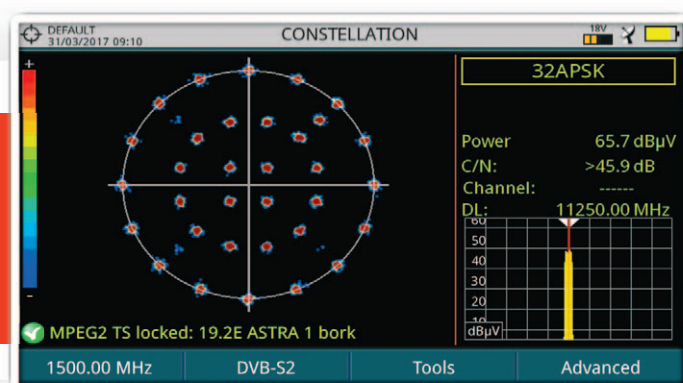 DEFAULT
31/03/2017 09:10
CONSTELLATION
18V
+
-
32APSK
Power 65.7 dBµV
C/N: >45.9 dB
Channel: ------
DL: 11250.00 MHz
60
50
40
30
20
10
dBµV
MPEG2 TS locked: 19.2E ASTRA 1 bork
1500.00 MHz DVB-S2 Tools Advanced